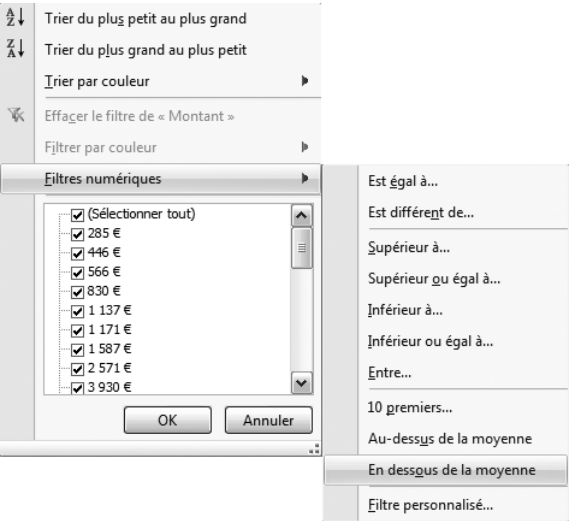 Trier du plus petit au plus grand
Trier du plus grand au plus petit
Trier par couleur
Effacer le filtre de « Montant »
Filtrer par couleur
Filtres numériques
(Sélectionner tout)
285 €
446 €
566 €
830 €
1 137 €
1 171 €
1 587 €
2 571 €
3 930 €
OK Annuler
Est égal à...
Est différent de...
Supérieur à...
Supérieur ou égal à...
Inférieur à...
Inférieur ou égal à...
Entre...
10 premiers...
Au-dessus de la moyenne
En dessous de la moyenne
Filtre personnalisé...